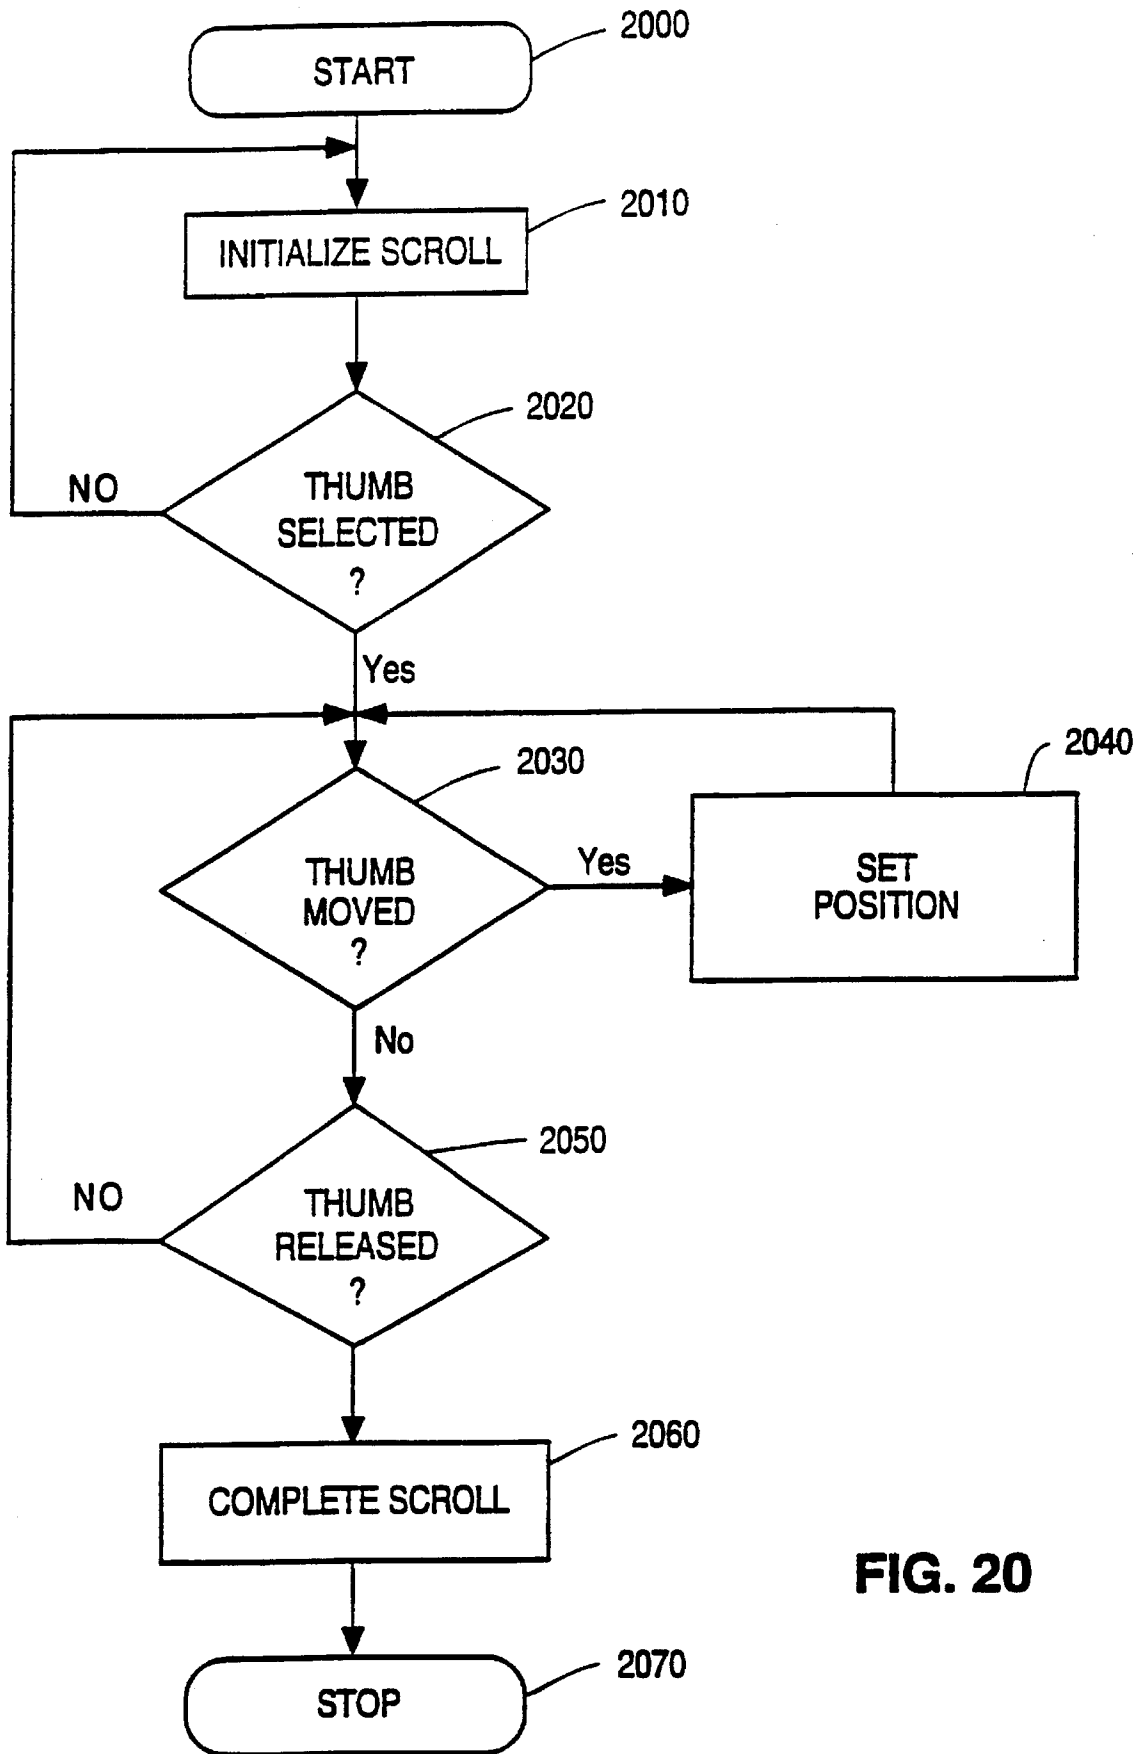 2000
START
2010
INITIALIZE SCROLL
2020
NO
THUMB
SELECTED
?
Yes
2030
2040
THUMB
MOVED
?
Yes
SET
POSITION
No
2050
NO
THUMB
RELEASED
?
2060
COMPLETE SCROLL
FIG. 20
2070
STOP